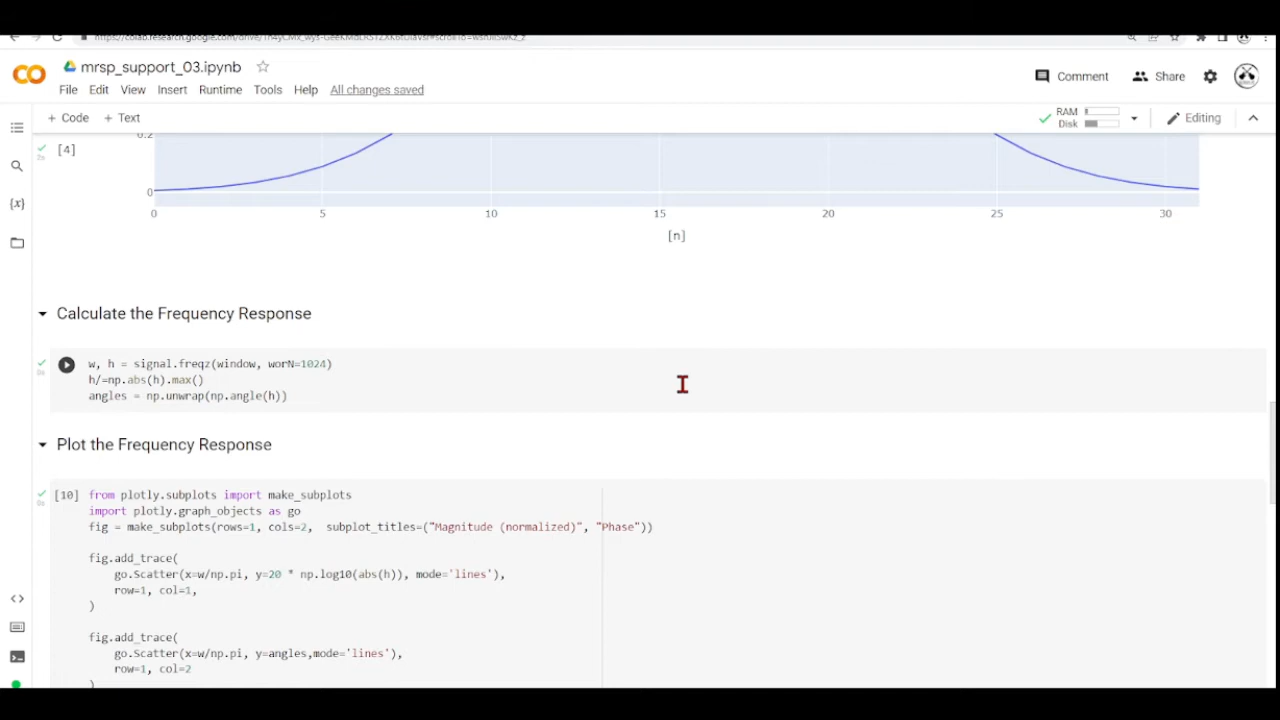 mrsp_support_03.ipynb
File Edit View Insert Runtime Tools Help All changes saved
Comment Share
+ Code + Text
RAM
Disk
Editing
0.2
[4]
0
0 5 10 15 20 25 30
[n]
Calculate the Frequency Response
w, h = signal.freqz(window, worN=1024)
h/=np.abs(h).max()
angles = np.unwrap(np.angle(h))
Plot the Frequency Response
[10] from plotly.subplots import make_subplots
import plotly.graph_objects as go
fig = make_subplots(rows=1, cols=2,  subplot_titles=("Magnitude (normalized)", "Phase"))
fig.add_trace(
go.Scatter(x=w/np.pi, y=20 * np.log10(abs(h)), mode='lines'),
row=1, col=1,
)
fig.add_trace(
go.Scatter(x=w/np.pi, y=angles,mode='lines'),
row=1, col=2
)